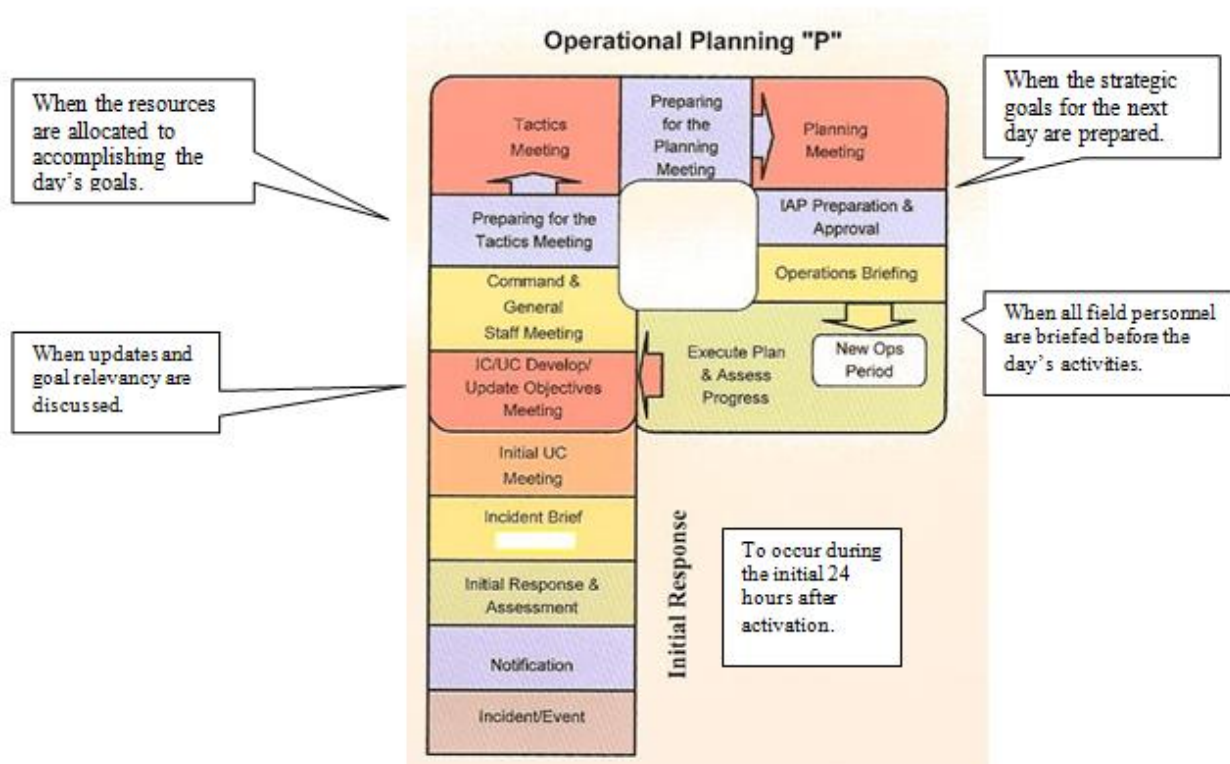 Operational Planning "P"
When the resources
are allocated to
accomplishing the
day's goals.
Tactics
Meeting
Preparing
for the
Planning
Meeting
Planning
Meeting
When the strategic
goals for the next
day are prepared.
Preparing for the
Tactics Meeting
IAP Preparation &
Approval
Command &
General
Staff Meeting
Operations Briefing
When all field personnel
are briefed before the
day's activities.
When updates and
goal relevancy are
discussed.
IC/UC Develop/
Update Objectives
Meeting
Execute Plan
& Assess
Progress
New Ops
Period
Initial UC
Meeting
Incident Brief
Initial Response &
Assessment
Notification
Incident/Event
Initial Response
To occur during
the initial 24
hours after
activation.